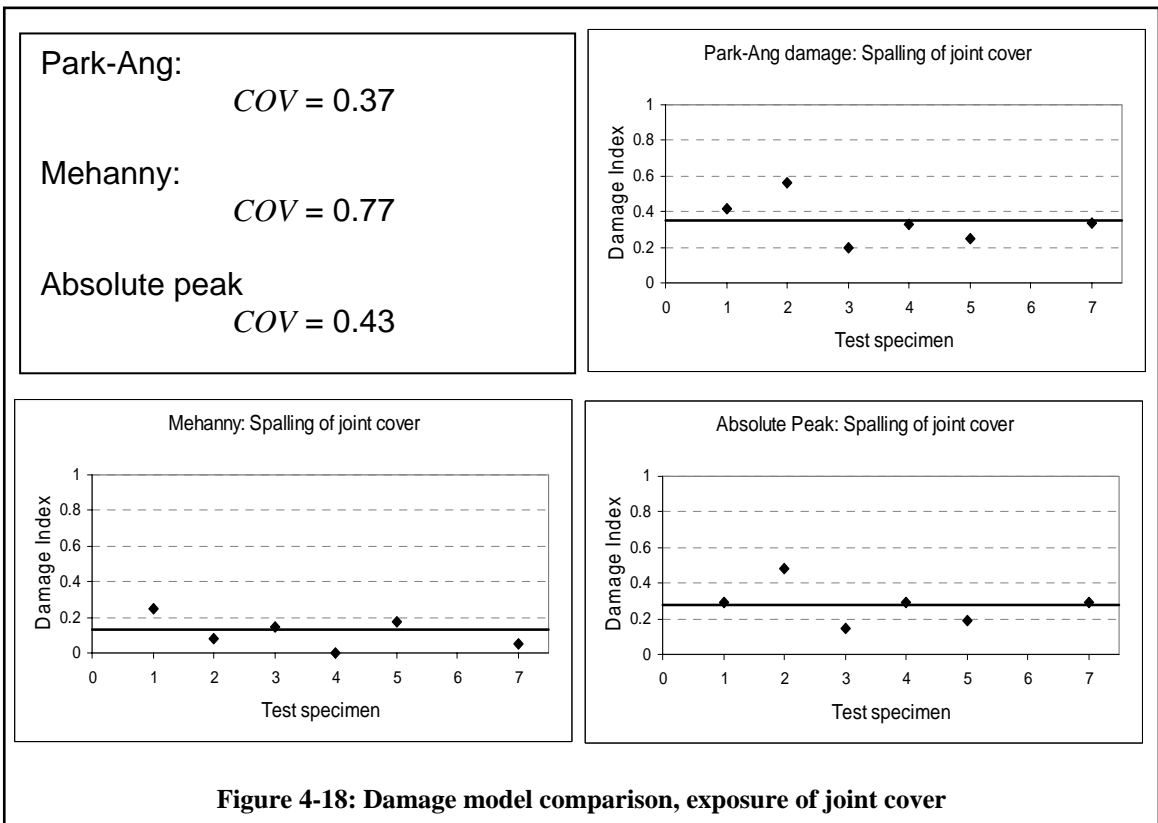 Park-Ang:
COV = 0.37
Mehanny:
COV = 0.77
Absolute peak
COV = 0.43
Park-Ang damage: Spalling of joint cover
Damage Index
1
0.8
0.6
0.4
0.2
0
0 1 2 3 4 5 6 7
Test specimen
Mehanny: Spalling of joint cover
Damage Index
1
0.8
0.6
0.4
0.2
0
0 1 2 3 4 5 6 7
Test specimen
Absolute Peak: Spalling of joint cover
Damage Index
1
0.8
0.6
0.4
0.2
0
0 1 2 3 4 5 6 7
Test specimen
Figure 4-18: Damage model comparison, exposure of joint cover